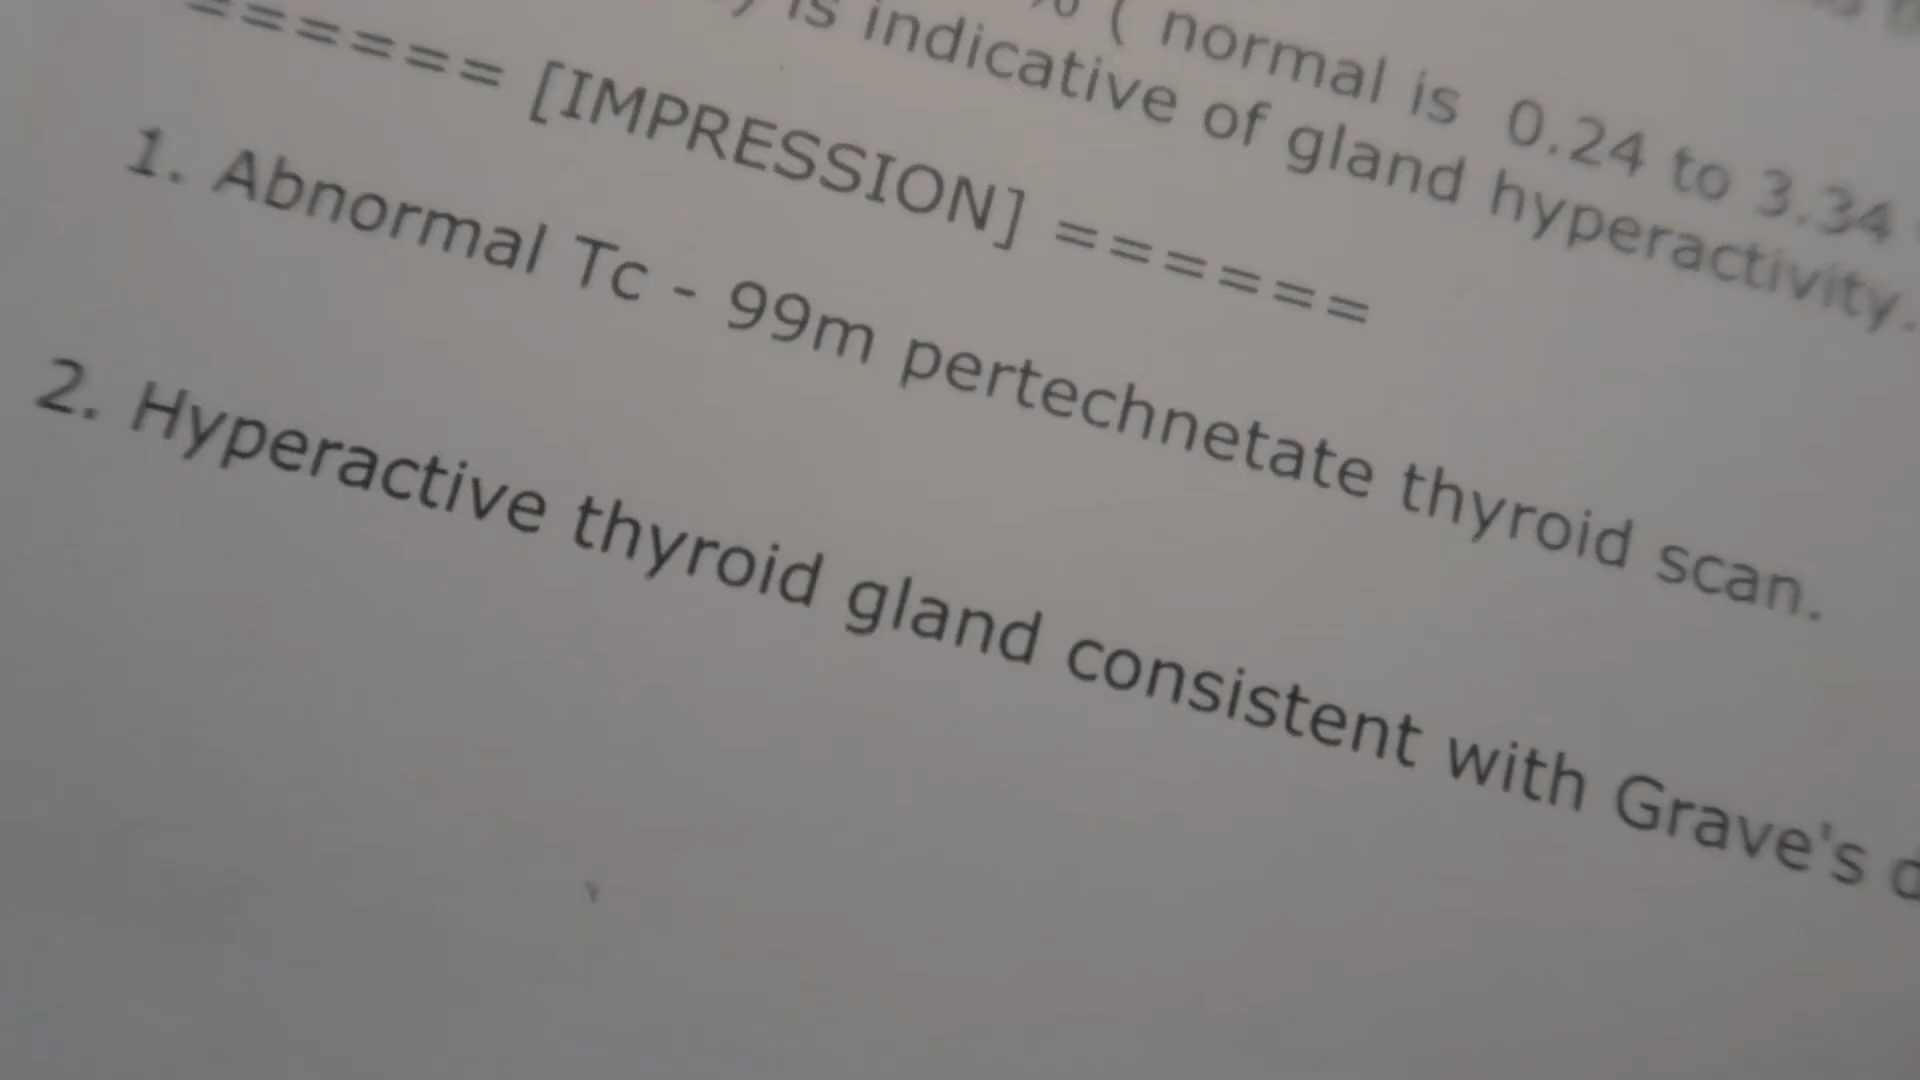 ( normal is 0.24 to 3.34
is indicative of gland hyperactivity.
====== [IMPRESSION] ======
1. Abnormal Tc - 99m pertechnetate thyroid scan.
2. Hyperactive thyroid gland consistent with Grave's